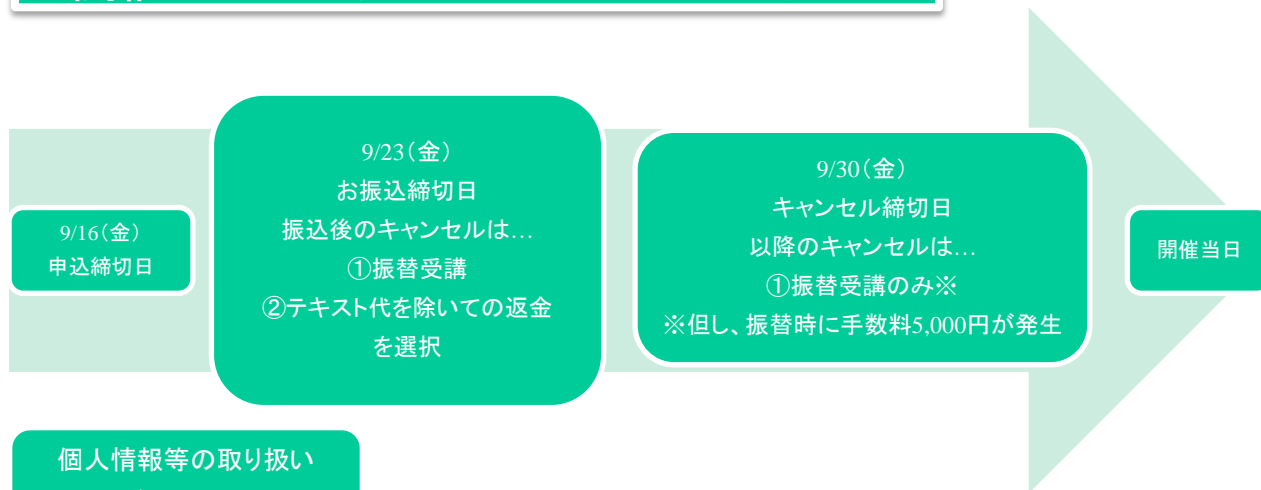 9/16(金)
申込締切日
9/23(金)
お振込締切日
振込後のキャンセルは…
①振替受講
②テキスト代を除いての返金
を選択
9/30(金)
キャンセル締切日
以降のキャンセルは…
①振替受講のみ※
※但し、振替時に手数料5,000円が発生
開催当日
個人情報等の取り扱い